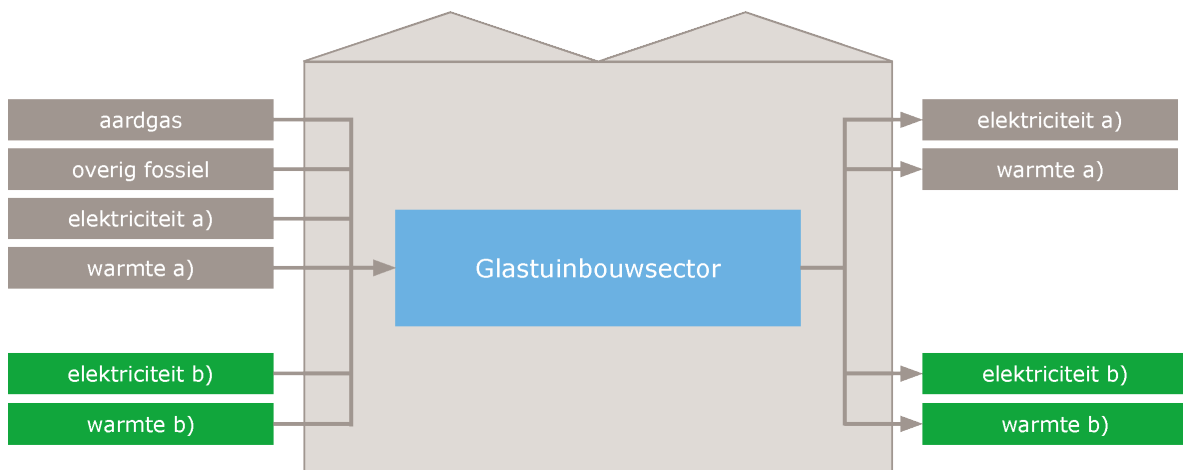 aardgas
overig fossiel
elektriciteit a)
warmte a)
elektriciteit b)
warmte b)
Glastuinbouwsector
elektriciteit a)
warmte a)
elektriciteit b)
warmte b)